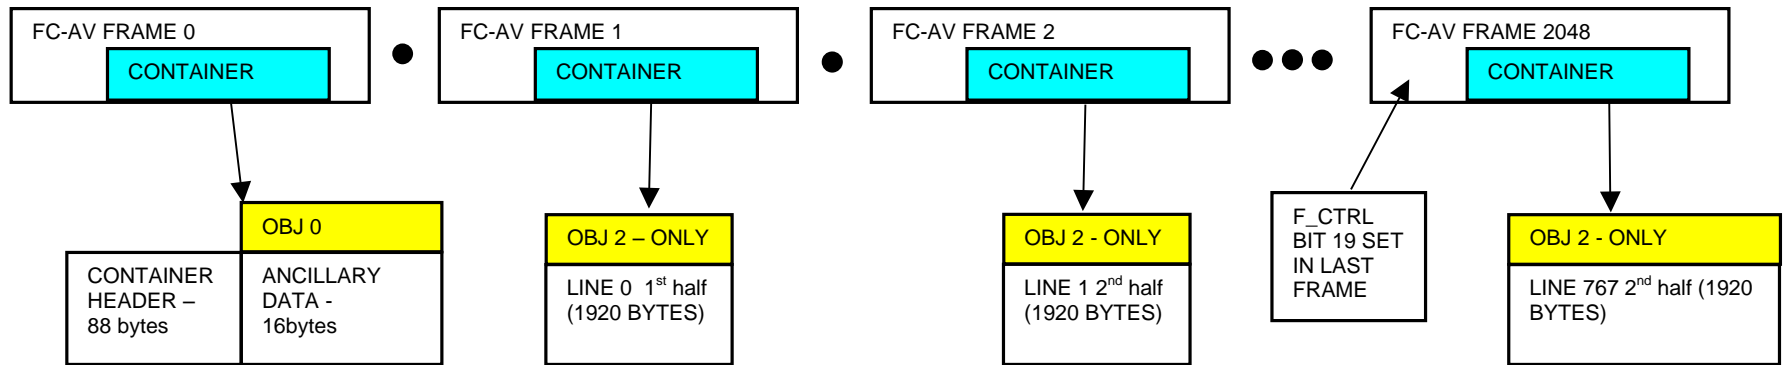 FC-AV FRAME 0
CONTAINER
FC-AV FRAME 1
CONTAINER
FC-AV FRAME 2
CONTAINER
FC-AV FRAME 2048
CONTAINER
OBJ 0
CONTAINER
HEADER –
88 bytes
ANCILLARY
DATA -
16bytes
OBJ 2 – ONLY
LINE 0 1st half
(1920 BYTES)
OBJ 2 - ONLY
LINE 1 2nd half
(1920 BYTES)
F_CTRL
BIT 19 SET
IN LAST
FRAME
OBJ 2 - ONLY
LINE 767 2nd half (1920
BYTES)